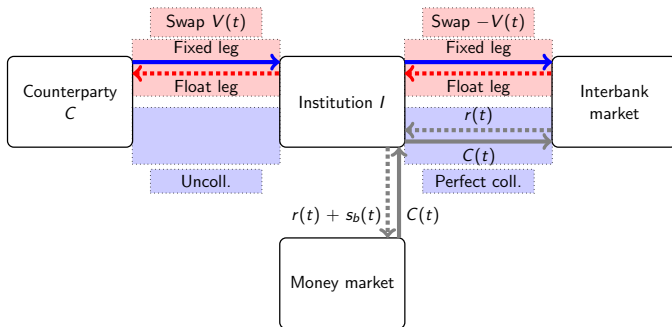 Swap V(t)
Swap −V(t)
Fixed leg
Fixed leg
Counterparty
C
Institution I
Interbank
market
Float leg
Float leg
r(t)
C(t)
Uncoll.
Perfect coll.
r(t) + s_b(t)
C(t)
Money market